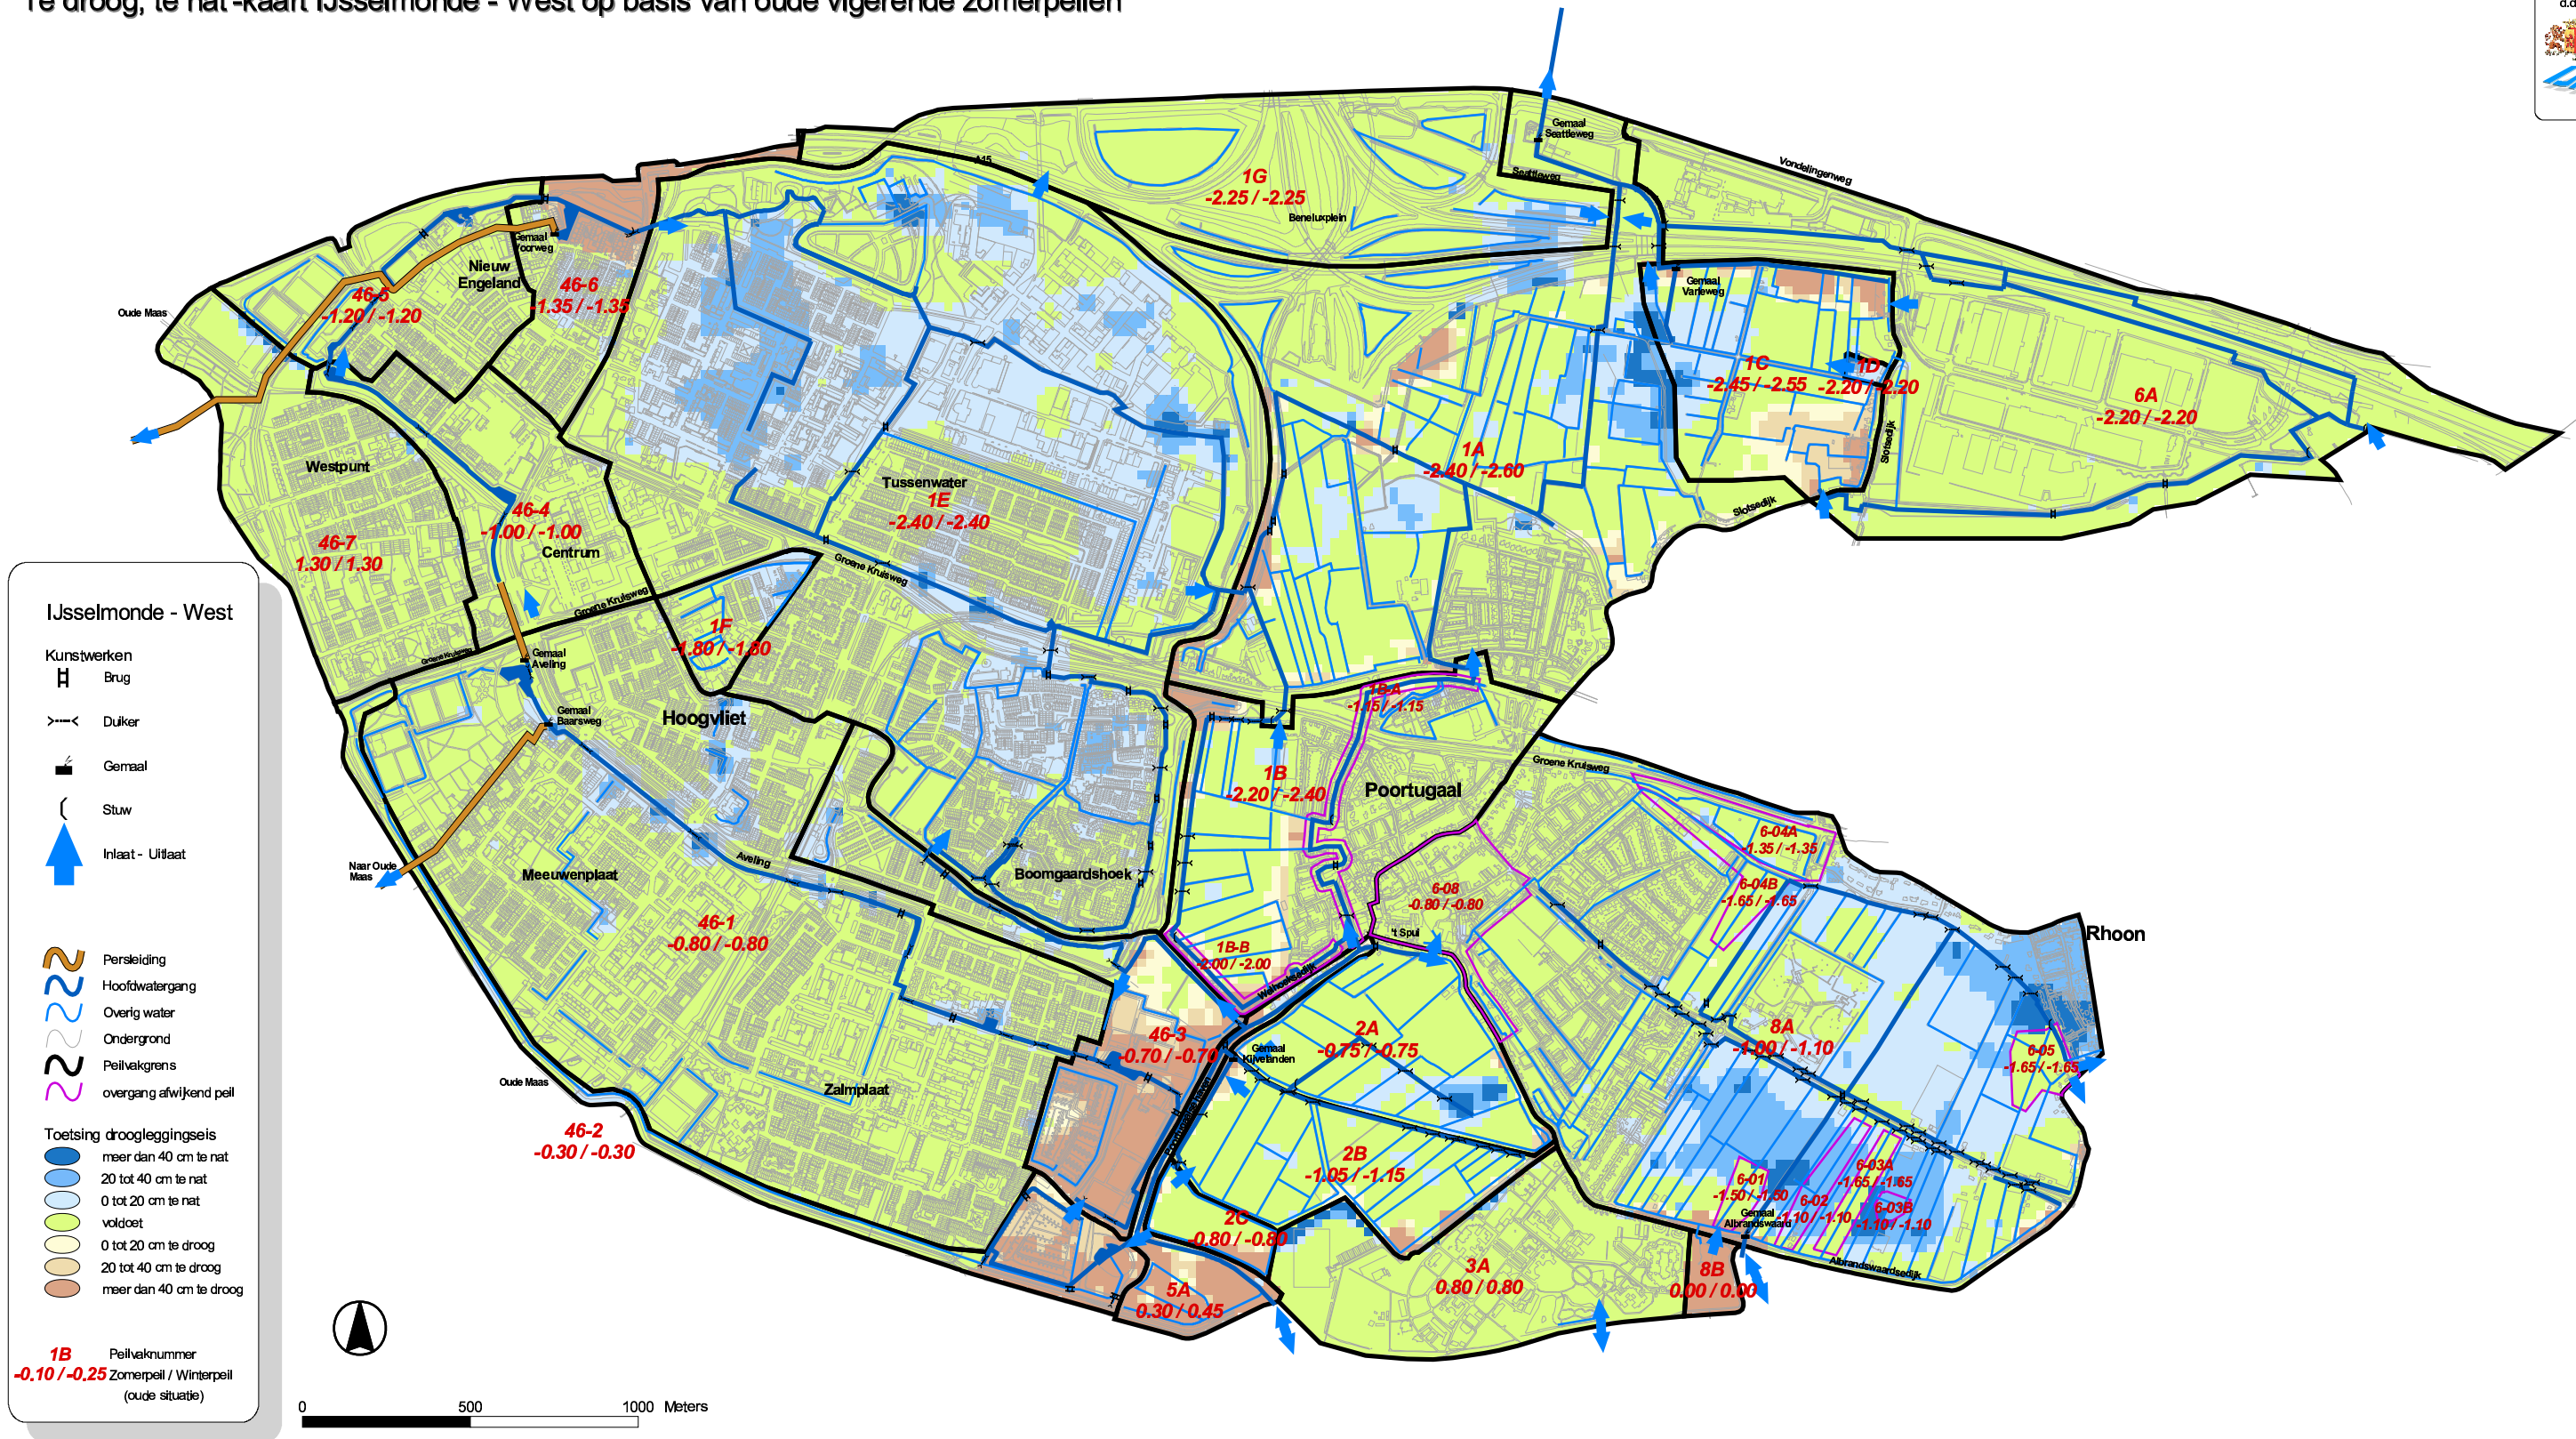 Te droog, te nat -kaart IJsselmonde - West op basis van oude vigerende zomerpeilen
d.d
Gemaal
Seattleweg
Seattleweg
Vondelingenweg
A15
1G
-2.25 / -2.25
Beneluxplein
Gemaal
Voorweg
Nieuw
Engeland
46-6
-1.35 / -1.35
46-5
-1.20 / -1.20
Oude Maas
Gemaal
Varleweg
1C
-2.45 / -2.55
1D
-2.20 / -2.20
6A
-2.20 / -2.20
Slotsedijk
1A
-2.40 / -2.60
Slotsedijk
Westpunt
Tussenwater
1E
-2.40 / -2.40
46-4
-1.00 / -1.00
Centrum
46-7
1.30 / 1.30
Groene Kruisweg
Groene Kruisweg
Groene Kruisweg
1F
-1.80 / -1.80
Gemaal
Aveling
Gemaal
Baarsweg
Hoogvliet
1B-A
-1.15 / -1.15
1B
-2.20 / -2.40
Poortugaal
Groene Kruisweg
6-04A
-1.35 / -1.35
6-04B
-1.65 / -1.65
Naar Oude
Maas
Meeuwenplaat
Aveling
Boomgaardshoek
6-08
-0.80 / -0.80
't Spui
46-1
-0.80 / -0.80
1B-B
-2.00 / -2.00
Welhoeksedijk
Rhoon
46-3
-0.70 / -0.70
Gemaal
Kijvelanden
2A
-0.75 / -0.75
8A
-1.00 / -1.10
6-05
-1.65 / -1.65
Oude Maas
Zalmplaat
46-2
-0.30 / -0.30
2B
-1.05 / -1.15
6-01
-1.50 / -1.50
6-03A
-1.65 / -1.65
6-02
-1.10 / -1.10
6-03B
-1.10 / -1.10
Gemaal
Albrandswaard
2C
-0.80 / -0.80
3A
0.80 / 0.80
8B
0.00 / 0.00
Albrandswaardsedijk
5A
0.30 / 0.45
IJsselmonde - West
Kunstwerken
Brug
Duiker
Gemaal
Stuw
Inlaat - Uitlaat
Persleiding
Hoofdwatergang
Overig water
Ondergrond
Peilvakgrens
overgang afwijkend peil
Toetsing droogleggingseis
meer dan 40 cm te nat
20 tot 40 cm te nat
0 tot 20 cm te nat
voldoet
0 tot 20 cm te droog
20 tot 40 cm te droog
meer dan 40 cm te droog
1B Peilvaknummer
-0.10 / -0.25 Zomerpeil / Winterpeil
(oude situatie)
0 500 1000 Meters